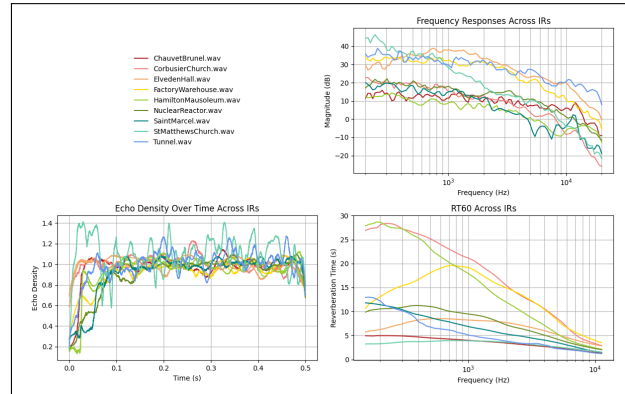 Frequency Responses Across IRs
ChauvetBrunel.wav
CorbusierChurch.wav
ElvedenHall.wav
FactoryWarehouse.wav
HamiltonMausoleum.wav
NuclearReactor.wav
SaintMarcel.wav
StMatthewsChurch.wav
Tunnel.wav
Magnitude (dB)
40
30
20
10
0
−10
−20
10³
10⁴
Frequency (Hz)
Echo Density Over Time Across IRs
Echo Density
1.4
1.2
1.0
0.8
0.6
0.4
0.2
0.0 0.1 0.2 0.3 0.4 0.5
Time (s)
RT60 Across IRs
Reverberation Time (s)
30
25
20
15
10
5
0
10³
10⁴
Frequency (Hz)